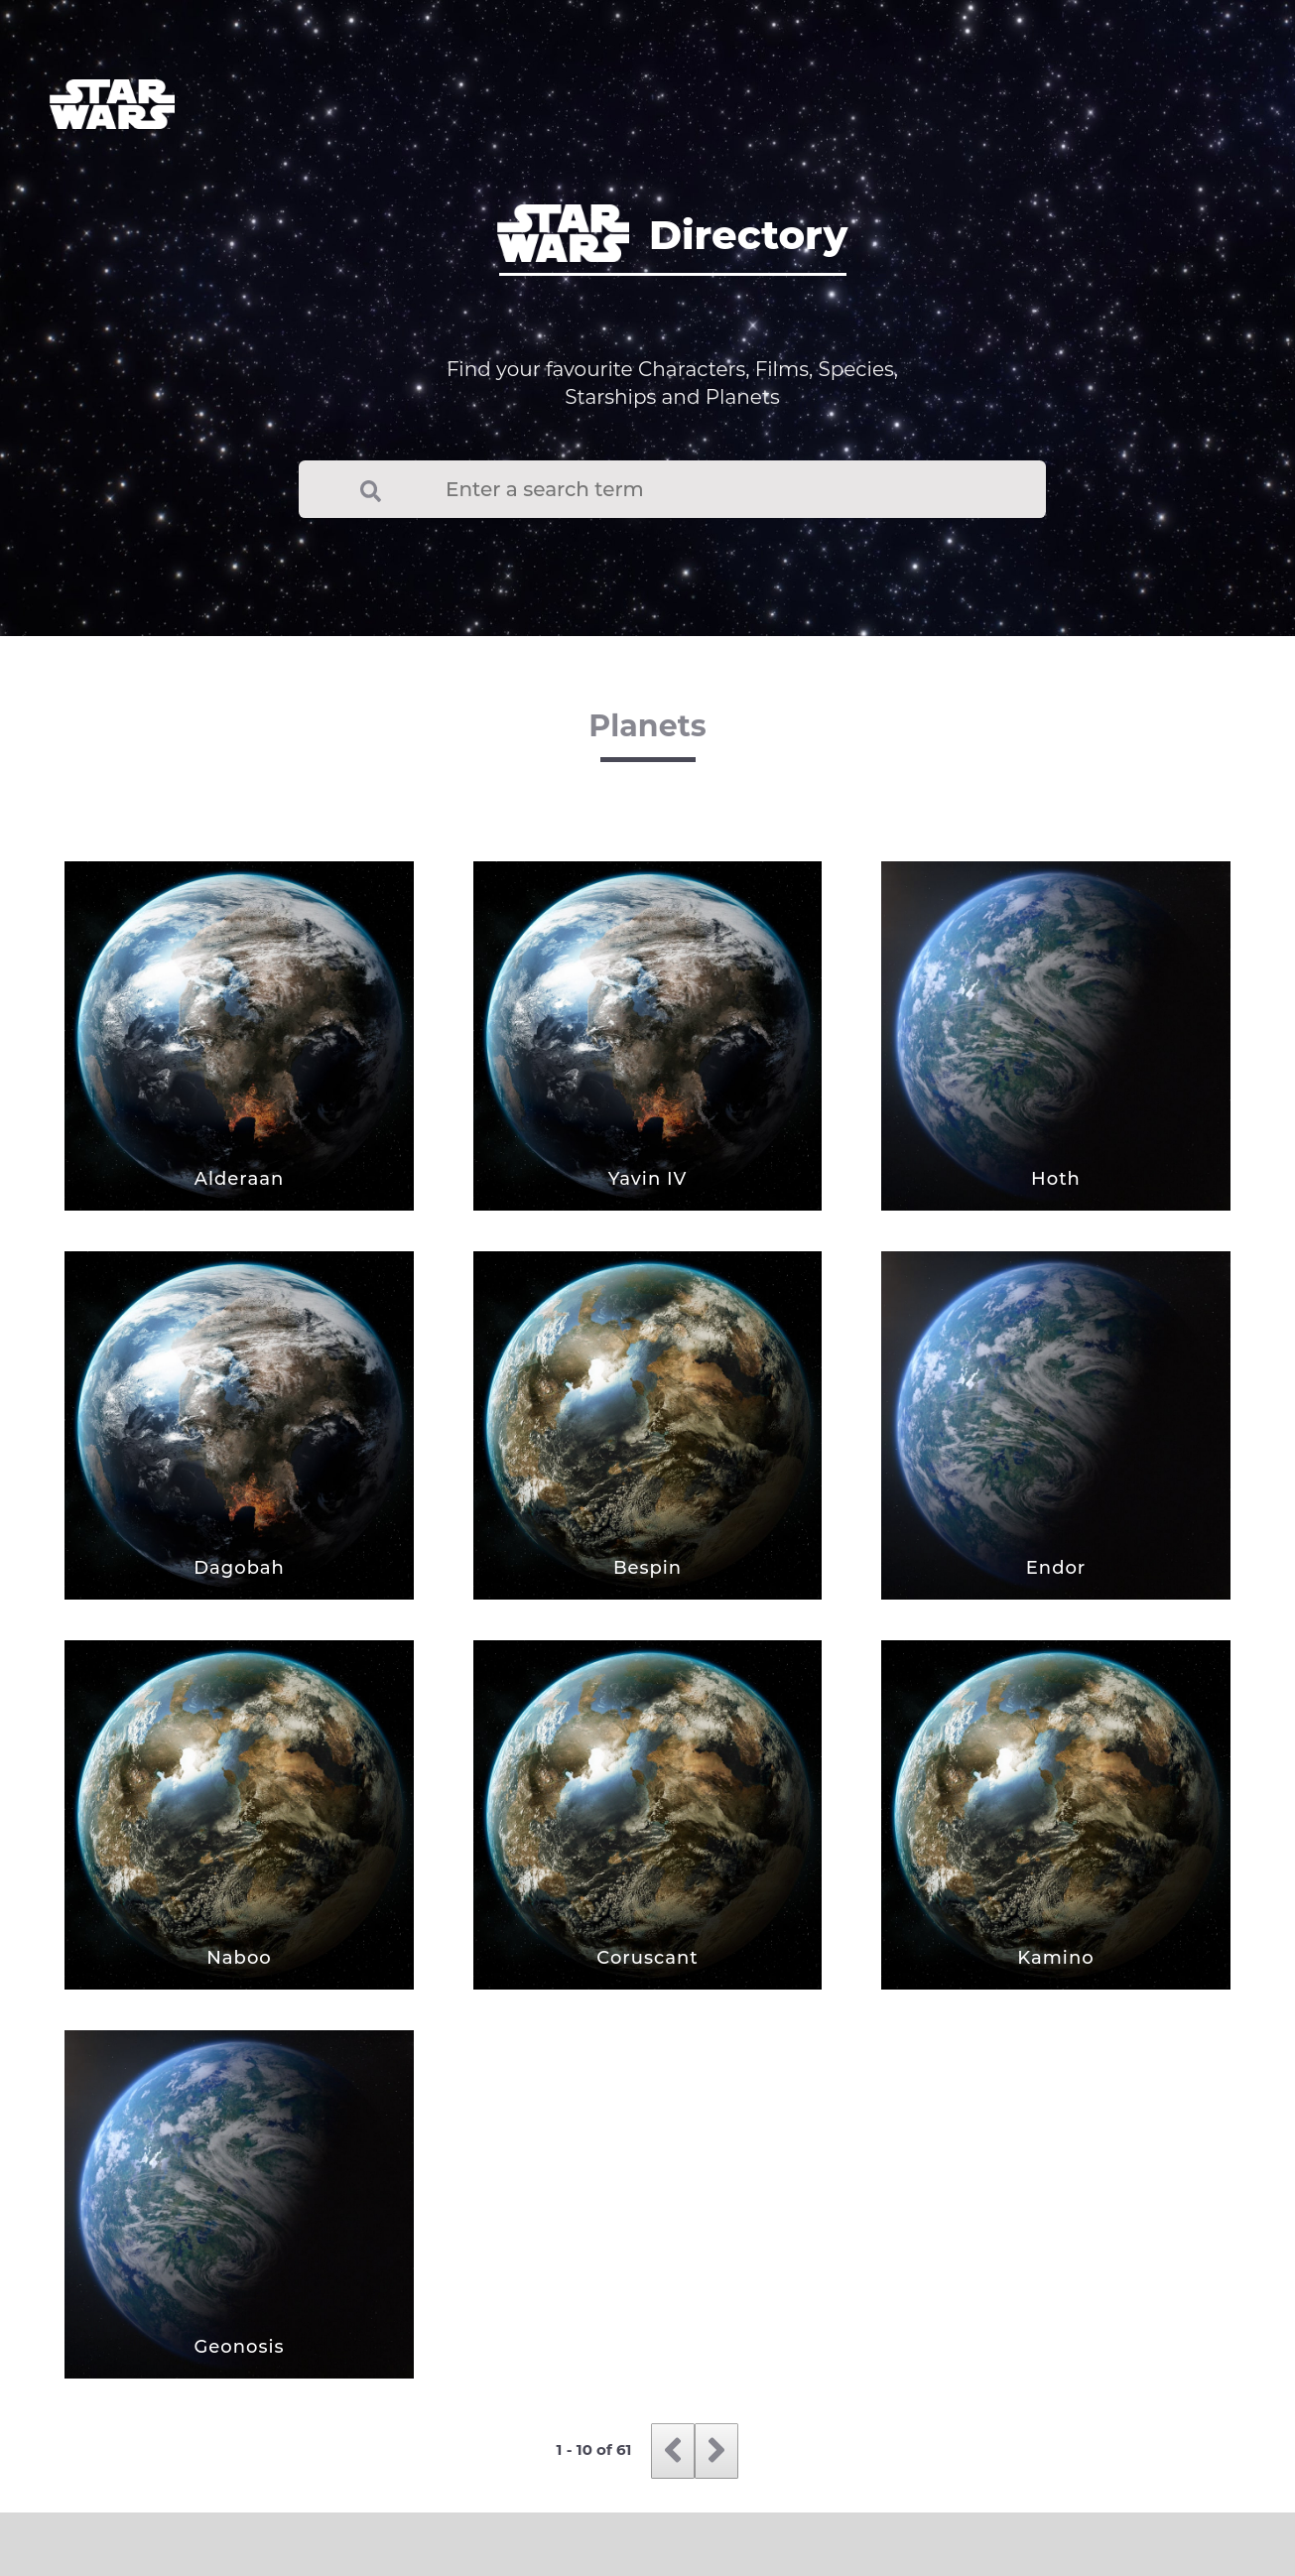 STAR
WARS
STAR
WARS
Directory
Find your favourite Characters, Films, Species,
Starships and Planets
Enter a search term
Planets
Alderaan
Yavin IV
Hoth
Dagobah
Bespin
Endor
Naboo
Coruscant
Kamino
Geonosis
1 - 10 of 61